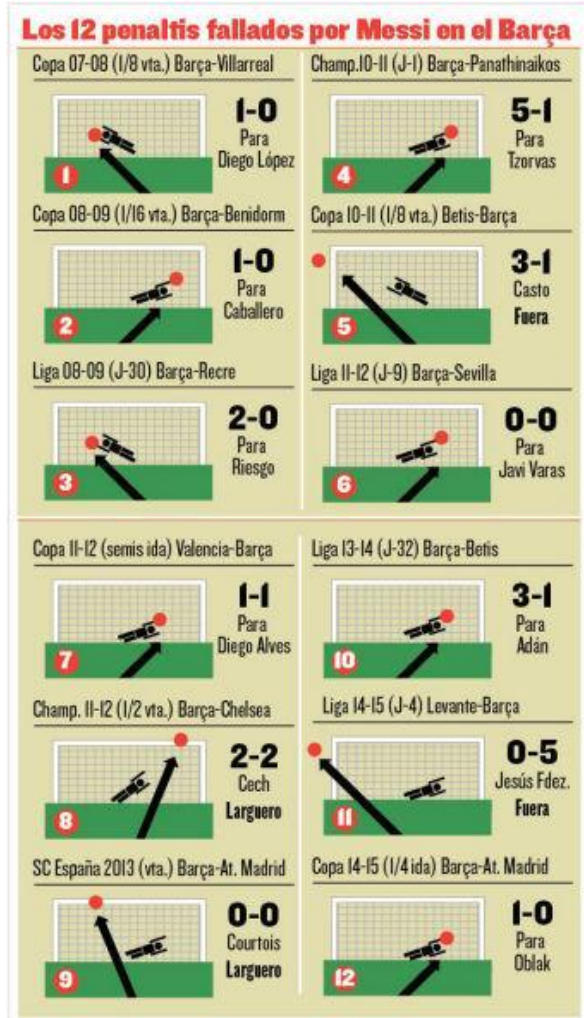 Los 12 penaltis fallados por Messi en el Barça
Copa 07-08 (1/8 vta.) Barça-Villarreal
1-0
Para
Diego López
1
Copa 08-09 (1/16 vta.) Barça-Benidorm
1-0
Para
Caballero
2
Liga 08-09 (J-30) Barça-Recre
2-0
Para
Riesgo
3
Champ.10-11 (J-1) Barça-Panathinaikos
5-1
Para
Tzorvas
4
Copa 10-11 (1/8 vta.) Betis-Barça
3-1
Casto
Fuera
5
Liga 11-12 (J-9) Barça-Sevilla
0-0
Para
Javi Varas
6
Copa 11-12 (semis ida) Valencia-Barça
1-1
Para
Diego Alves
7
Champ. 11-12 (1/2 vta.) Barça-Chelsea
2-2
Cech
Larguero
8
SC España 2013 (vta.) Barça-At. Madrid
0-0
Courtois
Larguero
9
Liga 13-14 (J-32) Barça-Betis
3-1
Para
Adán
10
Liga 14-15 (J-4) Levante-Barça
0-5
Jesús Fdez.
Fuera
11
Copa 14-15 (1/4 ida) Barça-At. Madrid
1-0
Para
Oblak
12